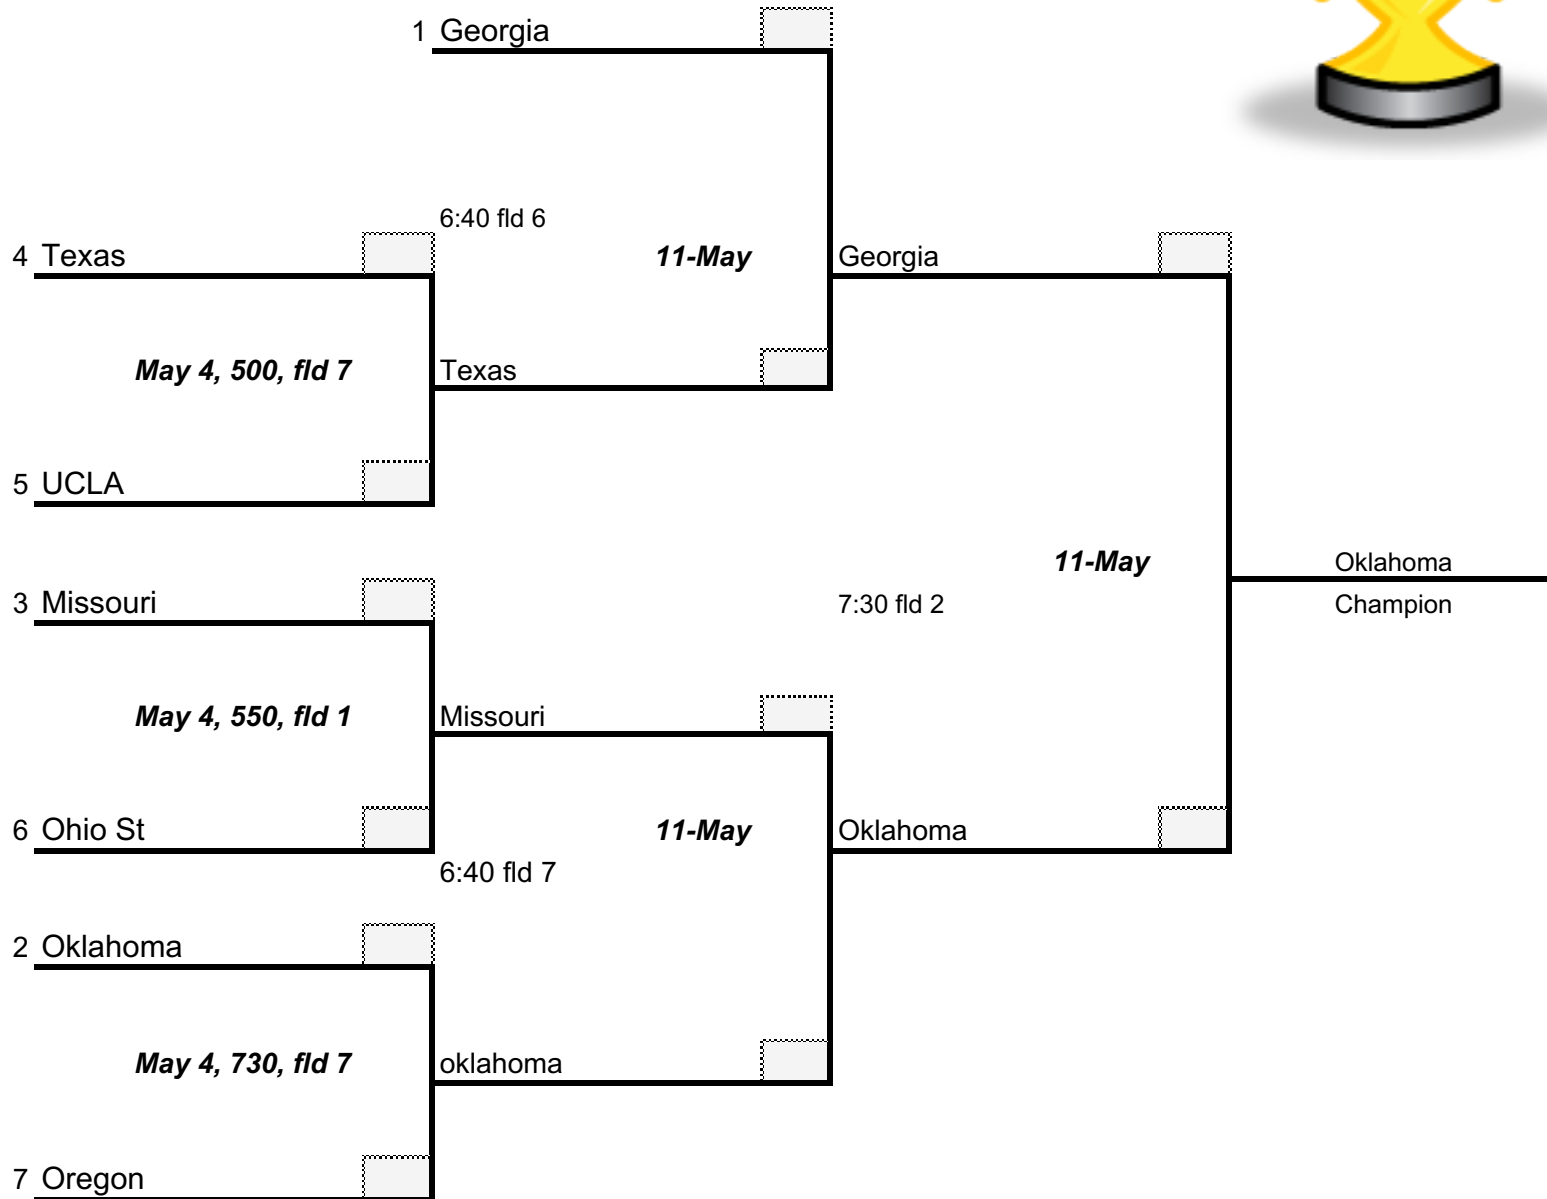 1 Georgia
6:40 fld 6
4 Texas
11-May
Georgia
May 4, 500, fld 7
Texas
5 UCLA
11-May
Oklahoma
3 Missouri
7:30 fld 2
Champion
May 4, 550, fld 1
Missouri
6 Ohio St
11-May
Oklahoma
6:40 fld 7
2 Oklahoma
May 4, 730, fld 7
oklahoma
7 Oregon